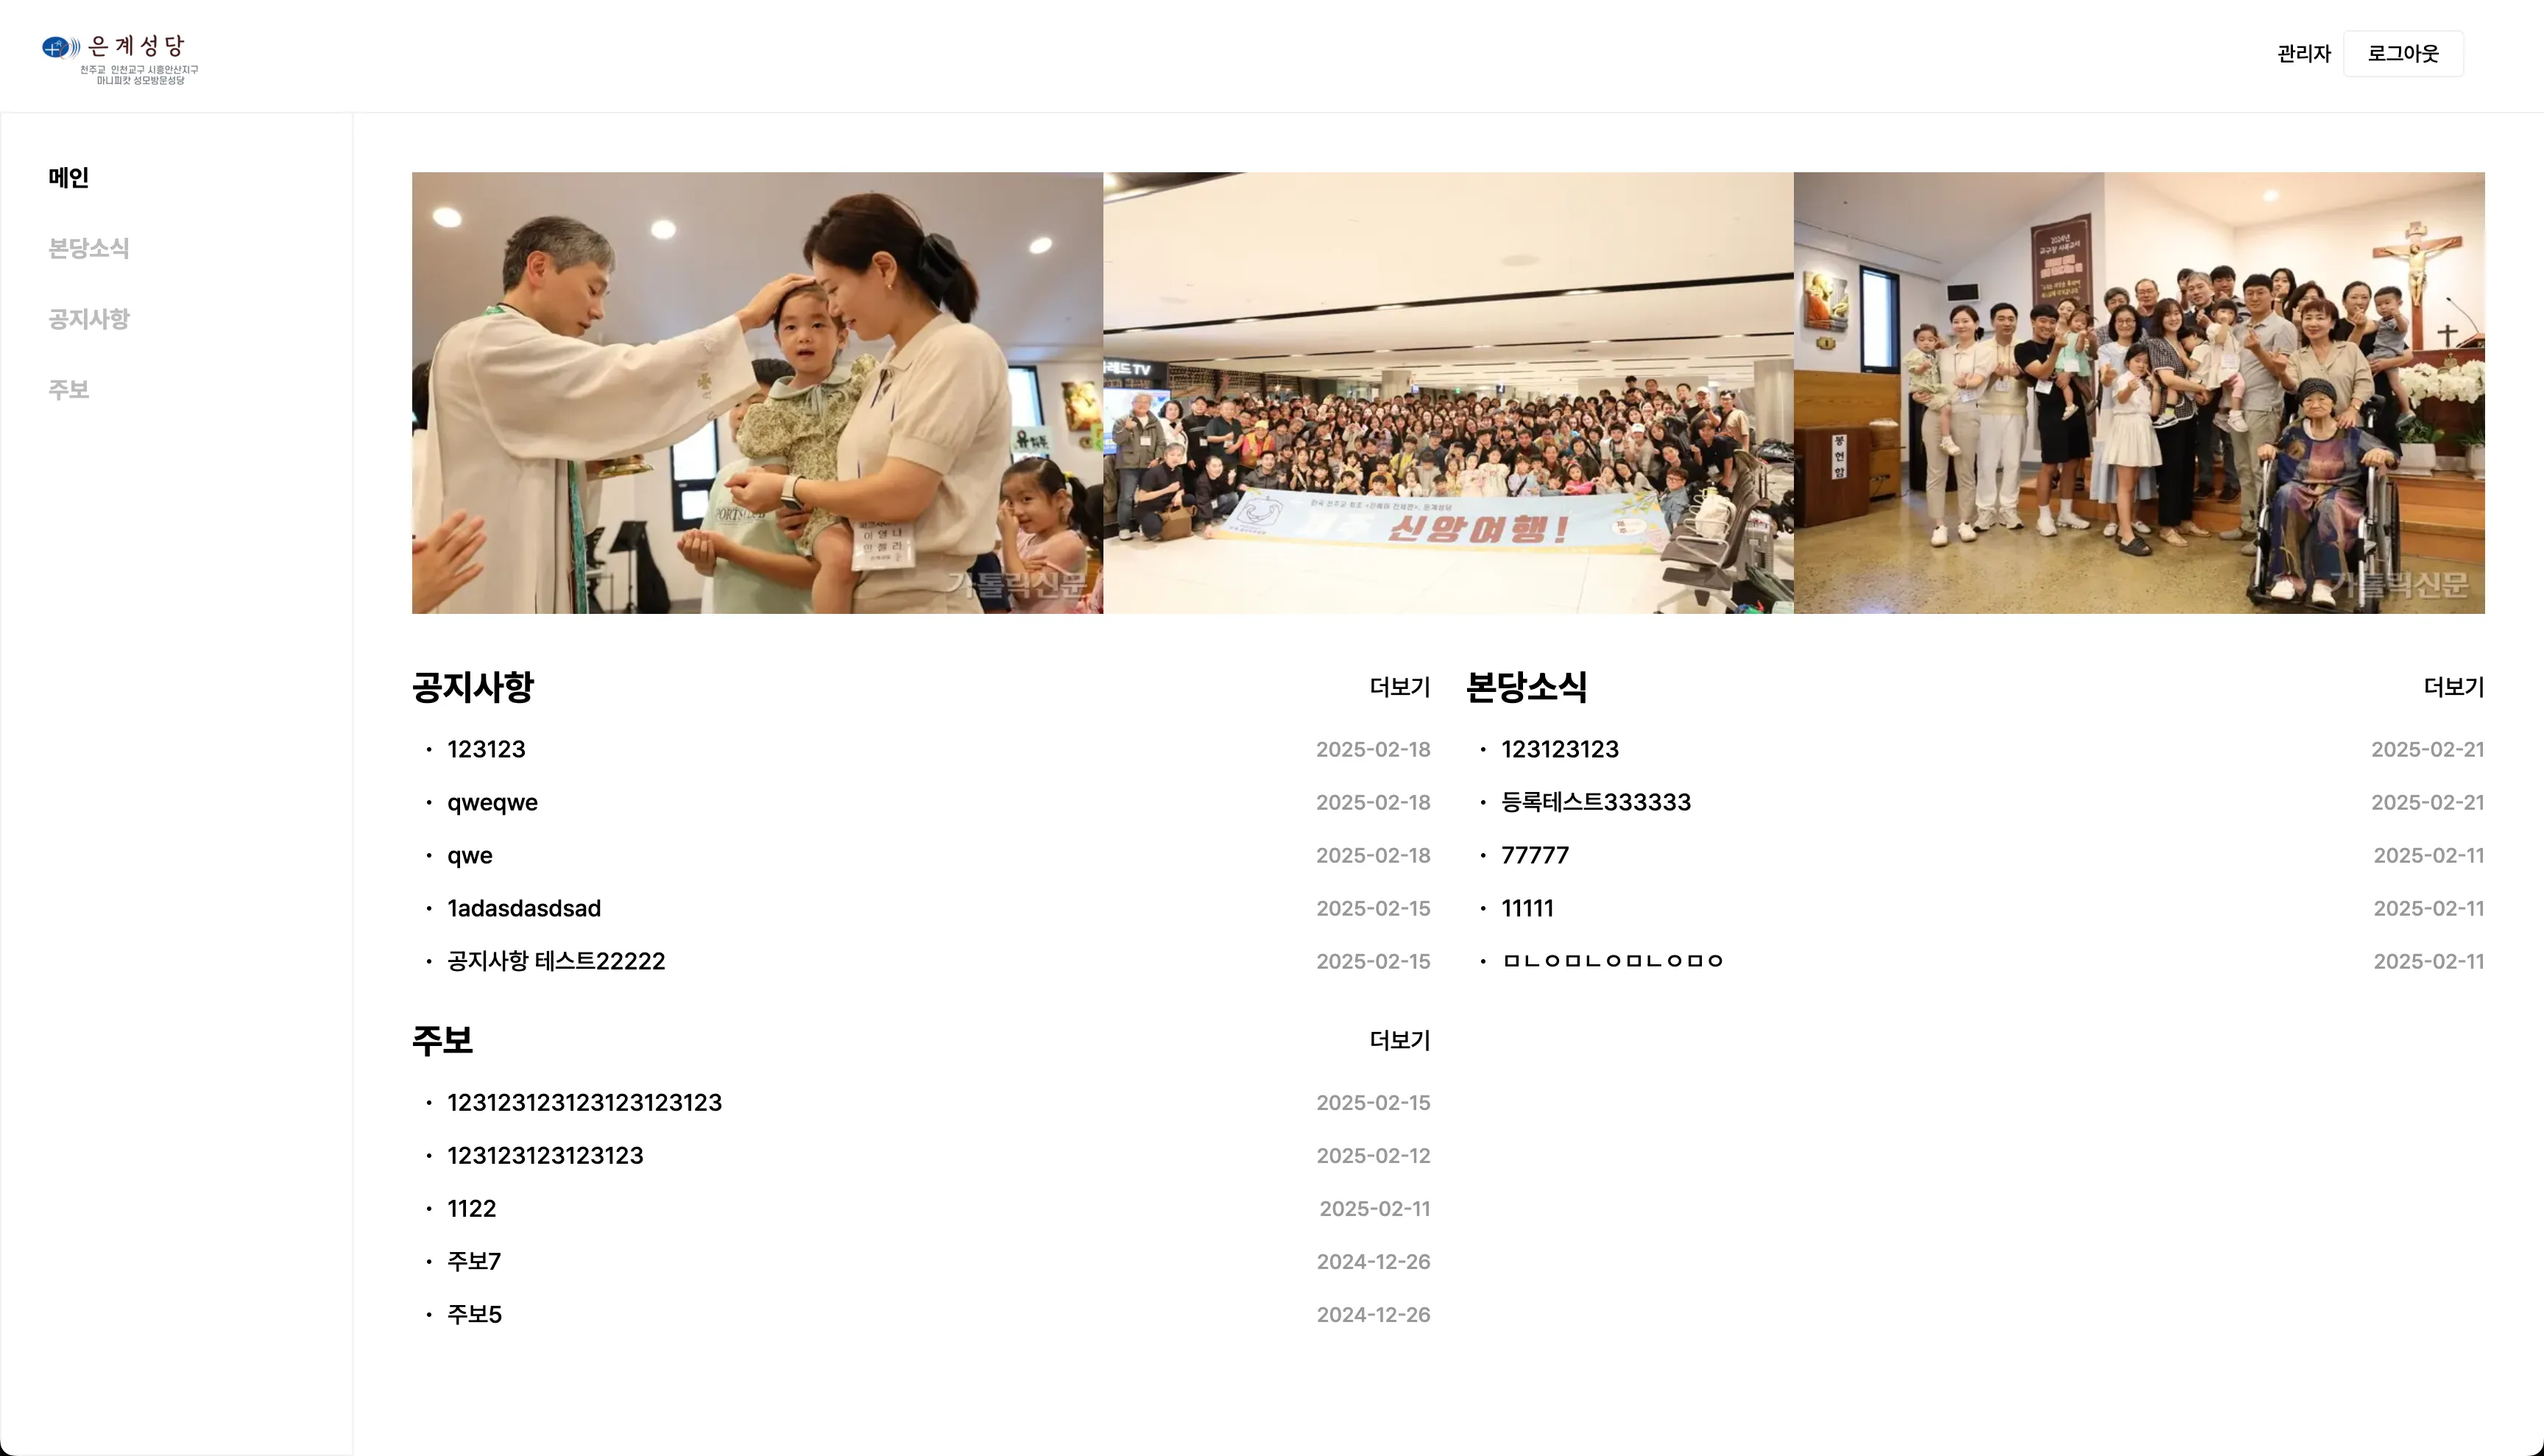 은계성당
천주교 인천교구 시흥안산지구
마니피캇 성모방문성당
관리자
로그아웃
메인
본당소식
공지사항
주보
가톨릭신문
신앙여행!
2024년
봉헌함
가톨릭신문
공지사항
더보기
· 123123 2025-02-18
· qweqwe 2025-02-18
· qwe 2025-02-18
· 1adasdasdsad 2025-02-15
· 공지사항 테스트22222 2025-02-15
본당소식
더보기
· 123123123 2025-02-21
· 등록테스트333333 2025-02-21
· 77777 2025-02-11
· 11111 2025-02-11
· ㅁㄴㅇㅁㄴㅇㅁㄴㅇㅁㅇ 2025-02-11
주보
더보기
· 123123123123123123123 2025-02-15
· 123123123123123 2025-02-12
· 1122 2025-02-11
· 주보7 2024-12-26
· 주보5 2024-12-26